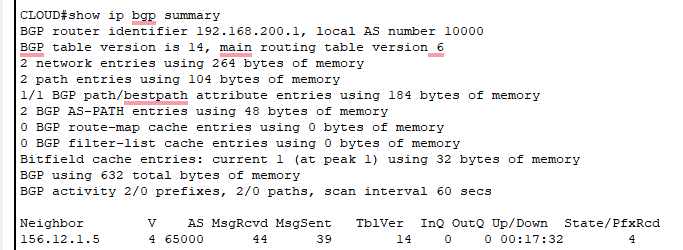 CLOUD#show ip bgp summary
BGP router identifier 192.168.200.1, local AS number 10000
BGP table version is 14, main routing table version 6
2 network entries using 264 bytes of memory
2 path entries using 104 bytes of memory
1/1 BGP path/bestpath attribute entries using 184 bytes of memory
2 BGP AS-PATH entries using 48 bytes of memory
0 BGP route-map cache entries using 0 bytes of memory
0 BGP filter-list cache entries using 0 bytes of memory
Bitfield cache entries: current 1 (at peak 1) using 32 bytes of memory
BGP using 632 total bytes of memory
BGP activity 2/0 prefixes, 2/0 paths, scan interval 60 secs
Neighbor V AS MsgRcvd MsgSent TblVer InQ OutQ Up/Down State/PfxRcd
156.12.1.5 4 65000 44 39 14 0 0 00:17:32 4